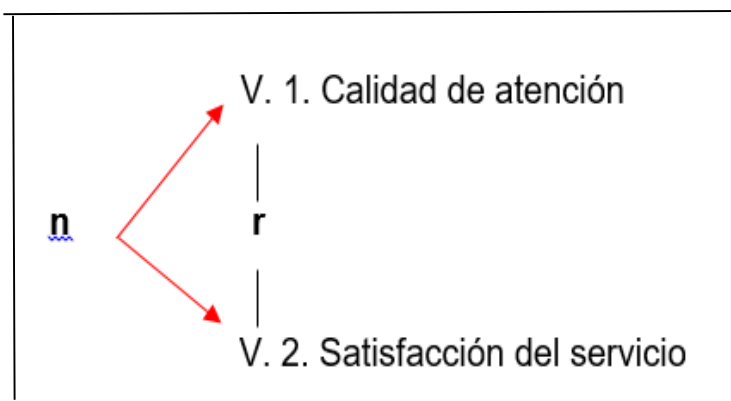 V. 1. Calidad de atención
n
r
V. 2. Satisfacción del servicio